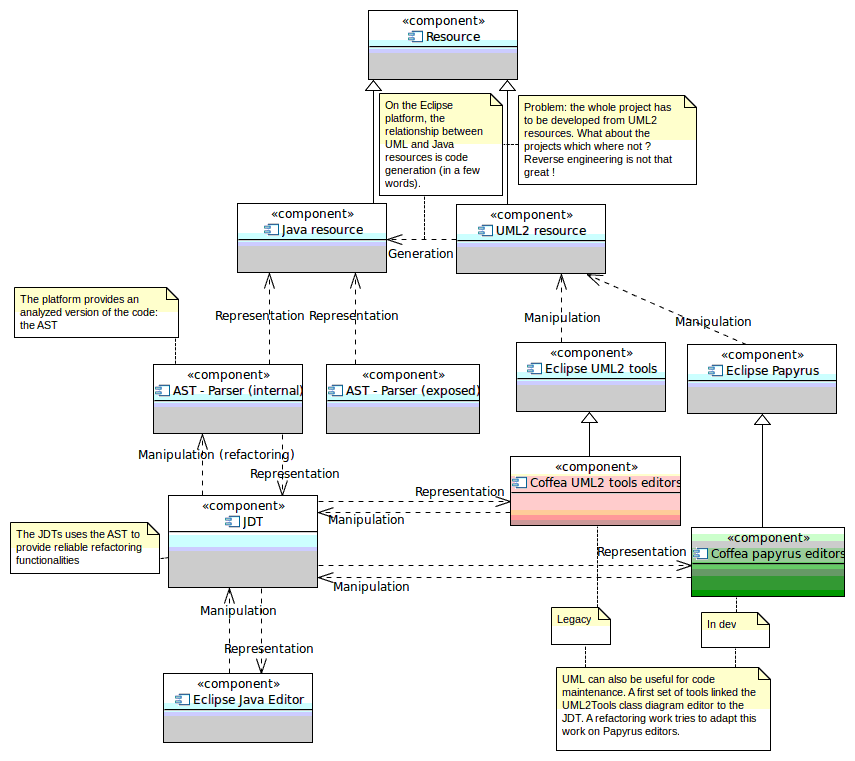 «component»
Resource
On the Eclipse
platform, the
relationship between
UML and Java
resources is code
generation (in a few
words).
Problem: the whole project has
to be developed from UML2
resources. What about the
projects which where not ?
Reverse engineering is not that
great !
«component»
Java resource
«component»
UML2 resource
Generation
The platform provides an
analyzed version of the code:
the AST
Representation
Representation
Manipulation
Manipulation
«component»
AST - Parser (internal)
«component»
AST - Parser (exposed)
«component»
Eclipse UML2 tools
«component»
Eclipse Papyrus
Manipulation (refactoring)
Representation
«component»
Coffea UML2 tools editors
Representation
Manipulation
«component»
JDT
The JDTs uses the AST to
provide reliable refactoring
functionalities
«component»
Coffea papyrus editors
Representation
Manipulation
Manipulation
Representation
Legacy
In dev
«component»
Eclipse Java Editor
UML can also be useful for code
maintenance. A first set of tools linked the
UML2Tools class diagram editor to the
JDT. A refactoring work tries to adapt this
work on Papyrus editors.